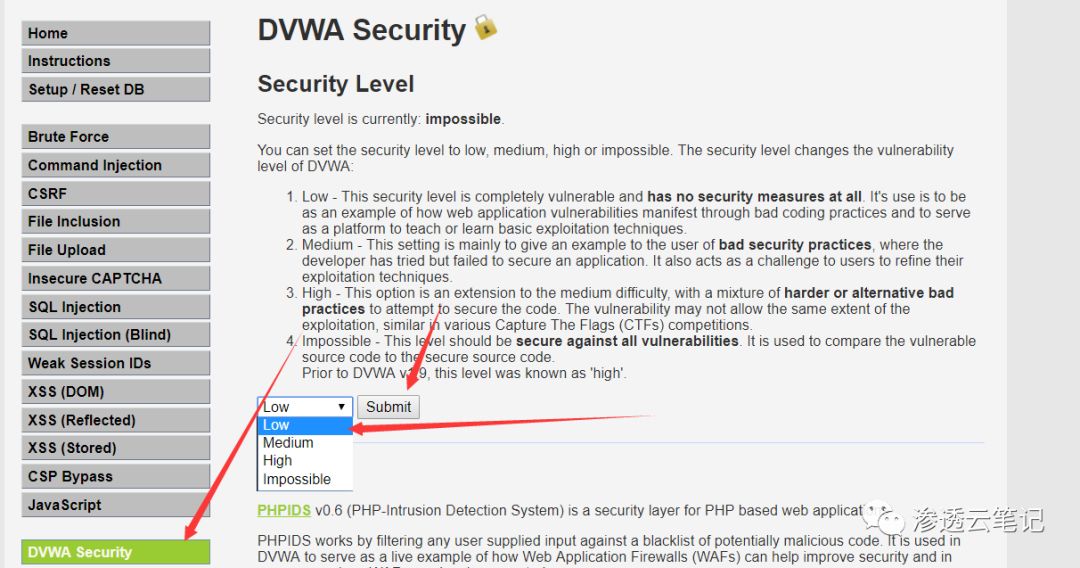 Home
Instructions
Setup / Reset DB
Brute Force
Command Injection
CSRF
File Inclusion
File Upload
Insecure CAPTCHA
SQL Injection
SQL Injection (Blind)
Weak Session IDs
XSS (DOM)
XSS (Reflected)
XSS (Stored)
CSP Bypass
JavaScript
DVWA Security
DVWA Security
Security Level
Security level is currently: impossible.
You can set the security level to low, medium, high or impossible. The security level changes the vulnerability
level of DVWA:
1. Low - This security level is completely vulnerable and has no security measures at all. It's use is to be
as an example of how web application vulnerabilities manifest through bad coding practices and to serve
as a platform to teach or learn basic exploitation techniques.
2. Medium - This setting is mainly to give an example to the user of bad security practices, where the
developer has tried but failed to secure an application. It also acts as a challenge to users to refine their
exploitation techniques.
3. High - This option is an extension to the medium difficulty, with a mixture of harder or alternative bad
practices to attempt to secure the code. The vulnerability may not allow the same extent of the
exploitation, similar in various Capture The Flags (CTFs) competitions.
4. Impossible - This level should be secure against all vulnerabilities. It is used to compare the vulnerable
source code to the secure source code.
Prior to DVWA v1.9, this level was known as 'high'.
Low
Submit
Low
Medium
High
Impossible
PHPIDS v0.6 (PHP-Intrusion Detection System) is a security layer for PHP based web
渗透云笔记
PHPIDS works by filtering any user supplied input against a blacklist of potentially malicious code. It is used in
DVWA to serve as a live example of how Web Application Firewalls (WAFs) can help improve security and in